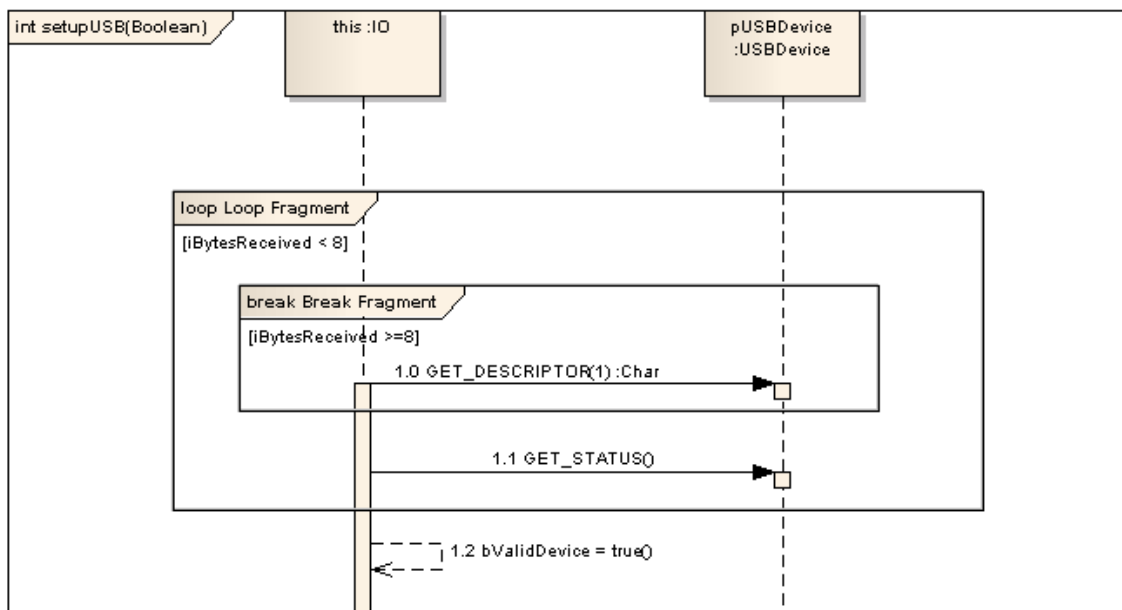 int setupUSB(Boolean)
this :IO
pUSBDevice
:USBDevice
loop Loop Fragment
[iBytesReceived < 8]
break Break Fragment
[iBytesReceived >=8]
1.0 GET_DESCRIPTOR(1) :Char
1.1 GET_STATUS()
1.2 bValidDevice = true()